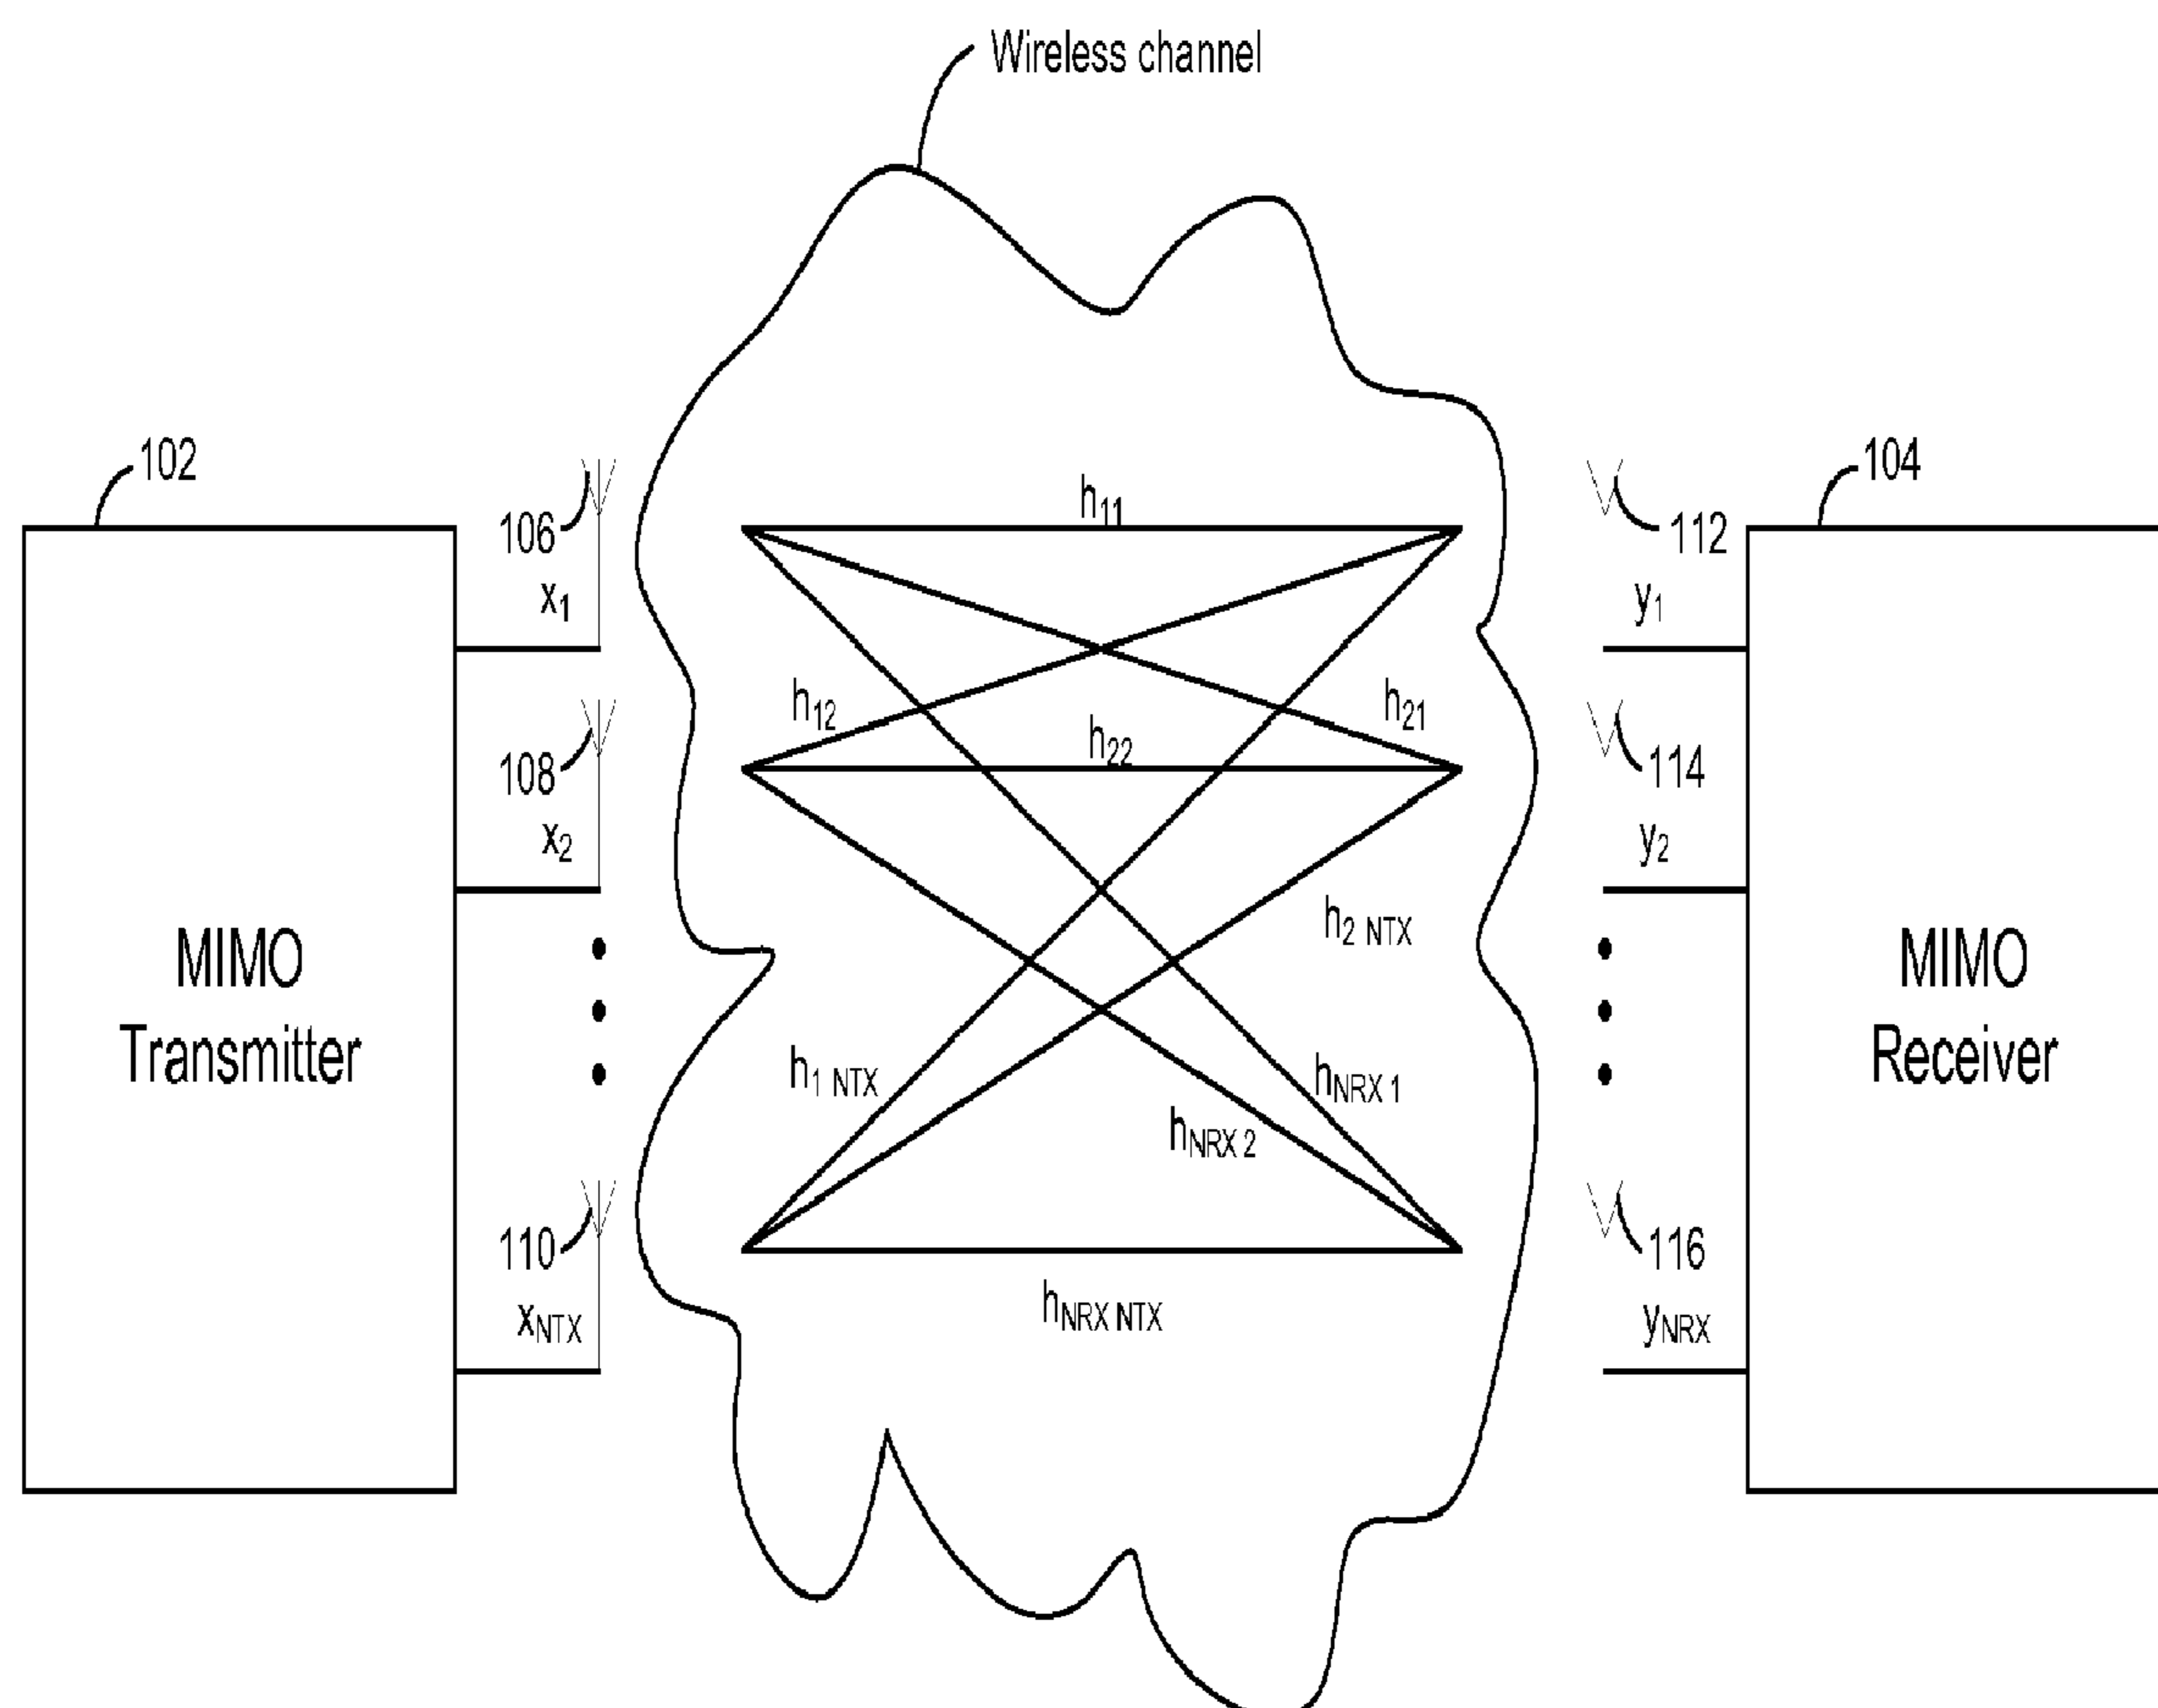 Wireless channel
102
104
h11
106
112
x1
y1
h12
h21
h22
108
114
x2
y2
h2 NTX
MIMO
Transmitter
MIMO
Receiver
h1 NTX
hNRX 1
hNRX 2
110
116
hNRX NTX
xNTX
yNRX